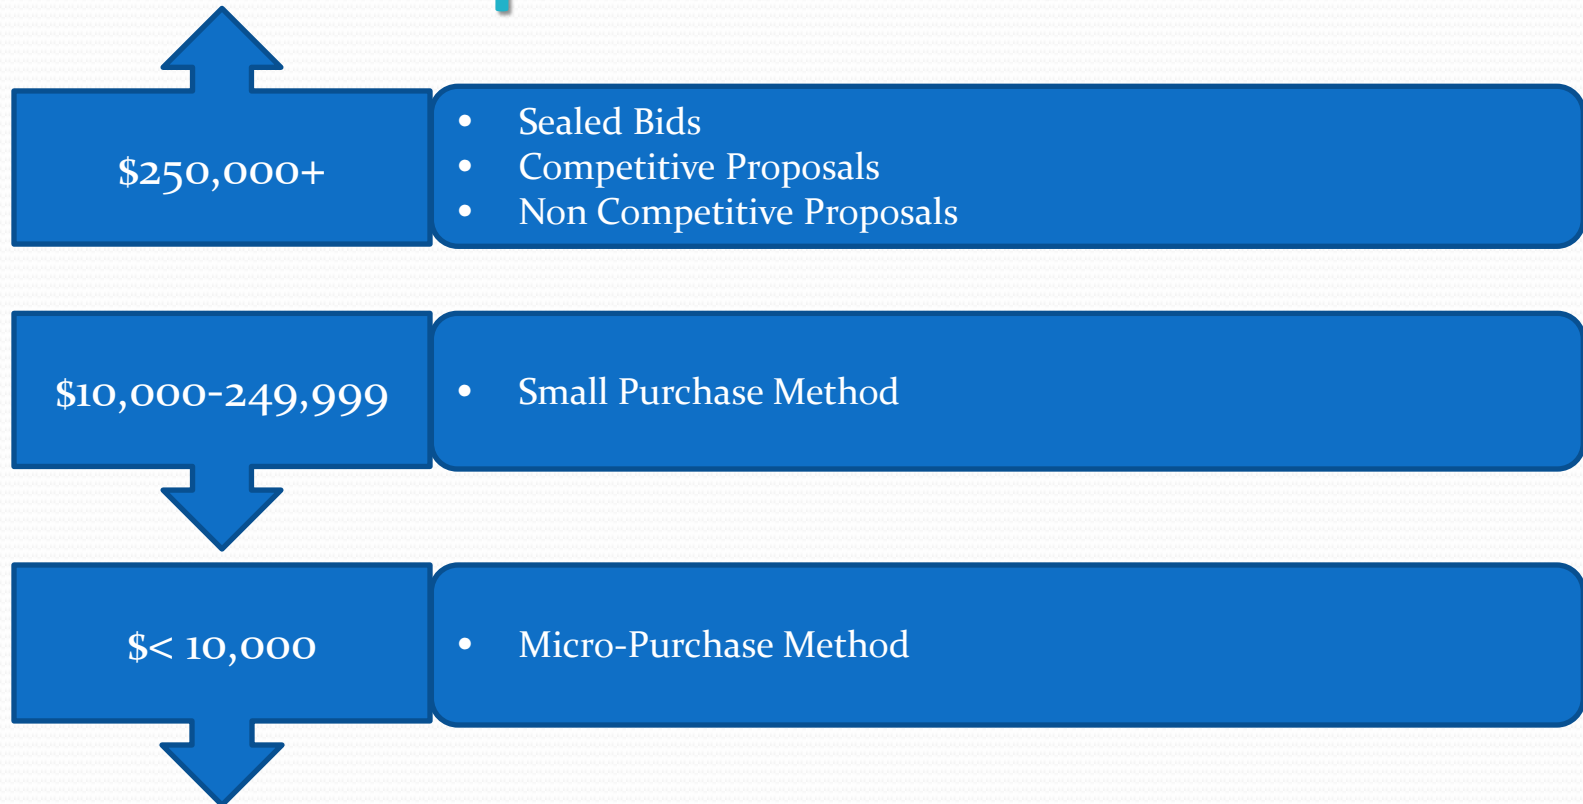 $250,000+
• Sealed Bids
• Competitive Proposals
• Non Competitive Proposals
$10,000-249,999
• Small Purchase Method
$< 10,000
• Micro-Purchase Method